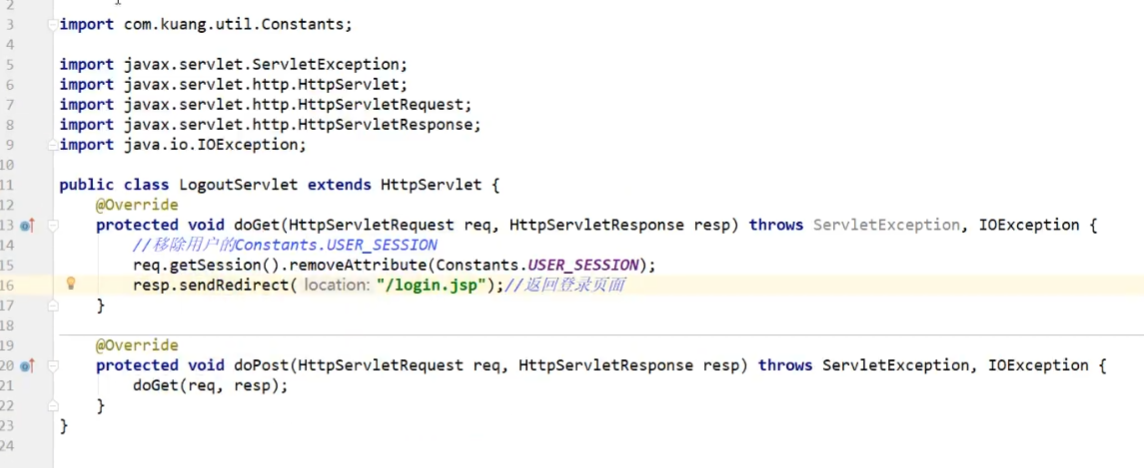 2
3 import com.kuang.util.Constants;
4
5 import javax.servlet.ServletException;
6 import javax.servlet.http.HttpServlet;
7 import javax.servlet.http.HttpServletRequest;
8 import javax.servlet.http.HttpServletResponse;
9 import java.io.IOException;
10
11 public class LogoutServlet extends HttpServlet {
12 @Override
13 protected void doGet(HttpServletRequest req, HttpServletResponse resp) throws ServletException, IOException {
14 //移除用户的Constants.USER_SESSION
15 req.getSession().removeAttribute(Constants.USER_SESSION);
16 resp.sendRedirect( location: "/login.jsp");//返回登录页面
17 }
18
19 @Override
20 protected void doPost(HttpServletRequest req, HttpServletResponse resp) throws ServletException, IOException {
21 doGet(req, resp);
22 }
23 }
24